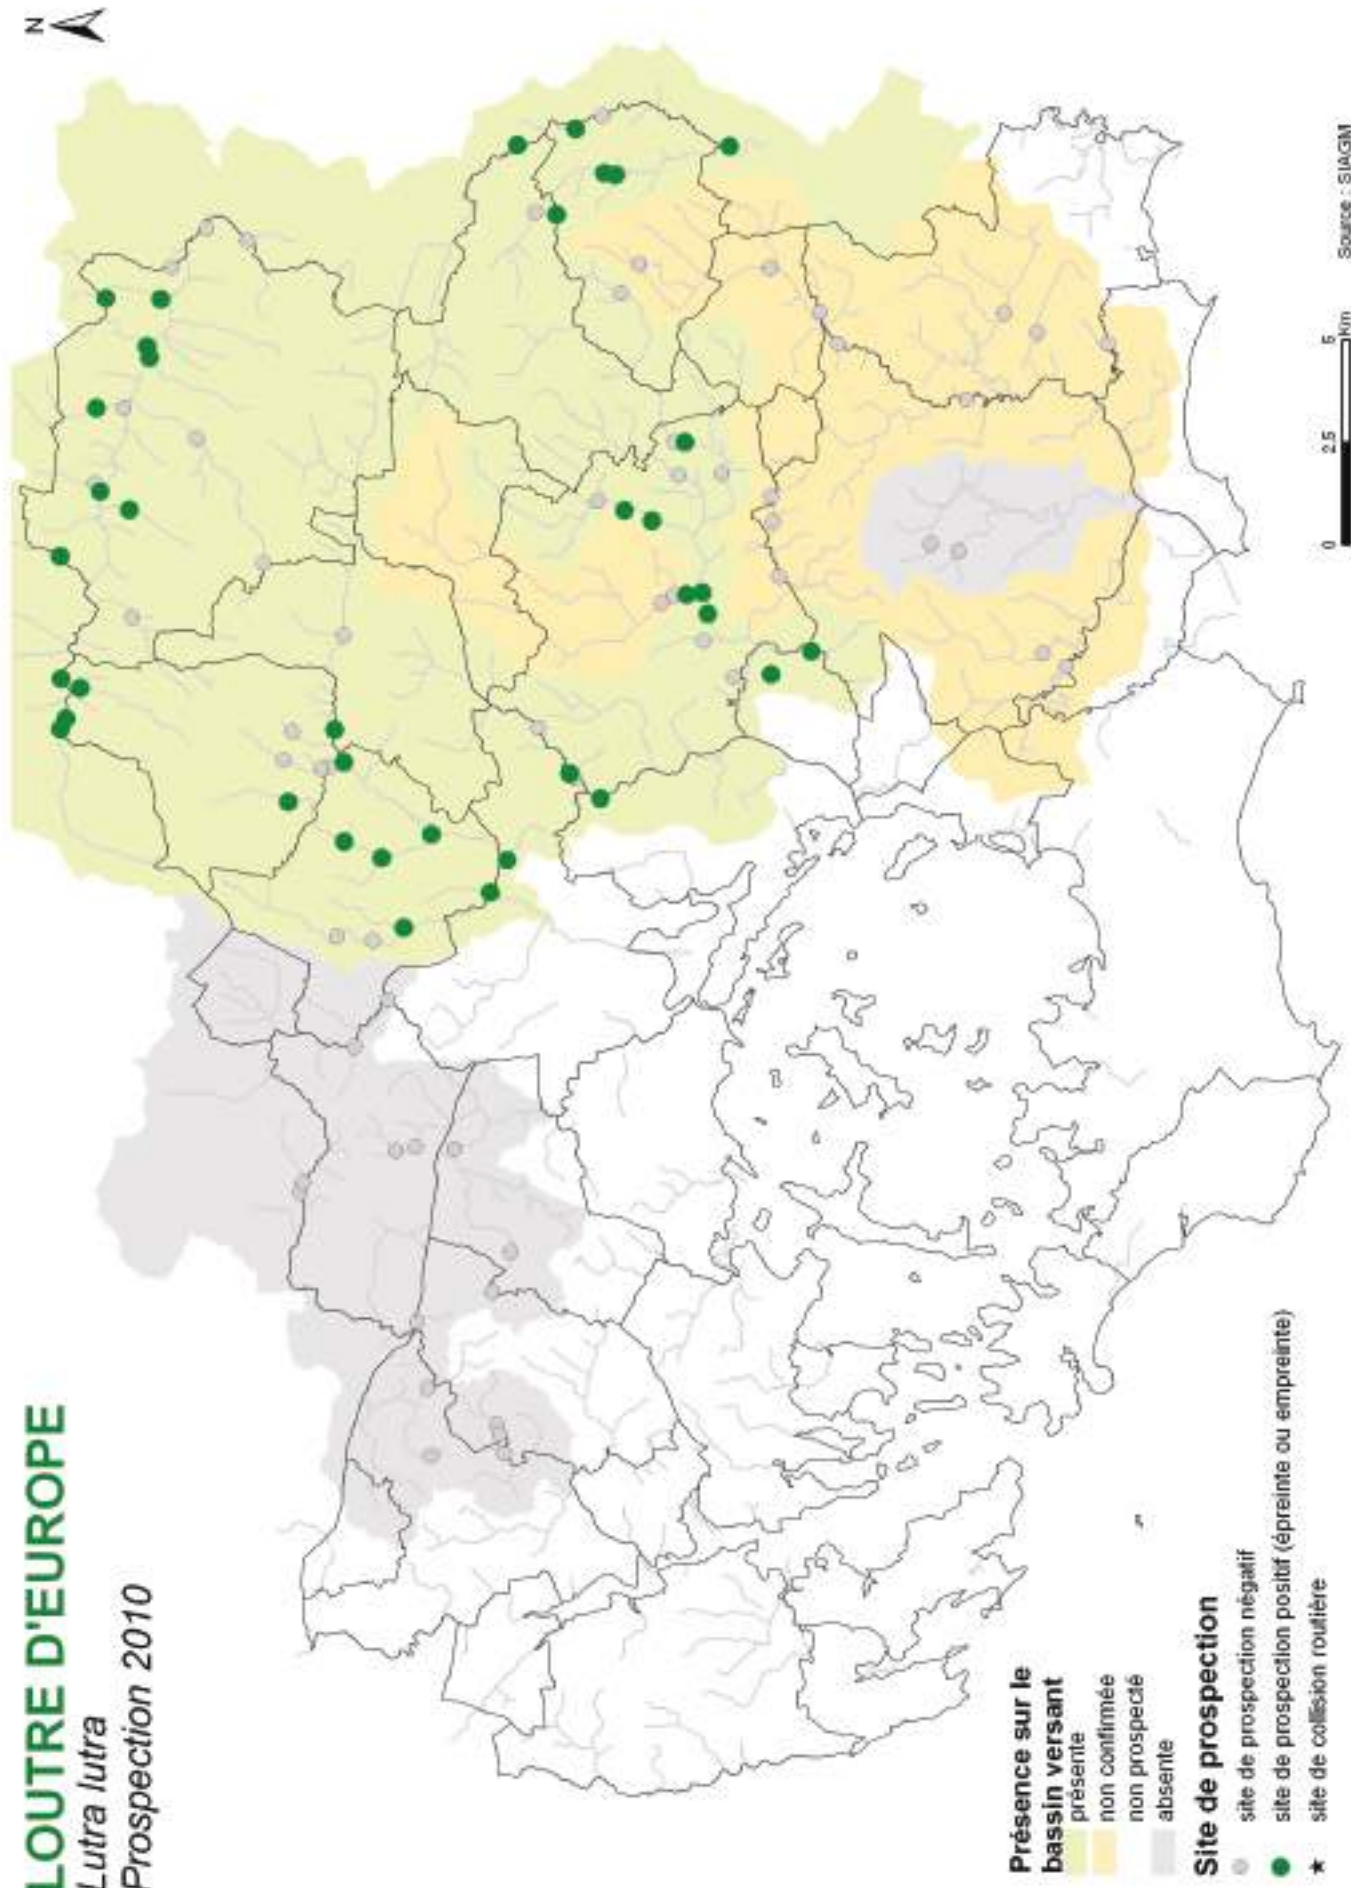 LOUTRE D'EUROPE
Lutra lutra
Prospection 2010
N
Présence sur le
bassin versant
présente
non confirmée
non prospecté
absente
Site de prospection
site de prospection négatif
site de prospection positif (épreinte ou empreinte)
site de collision routière
0 2,5 5
Km
Source : SIAGM